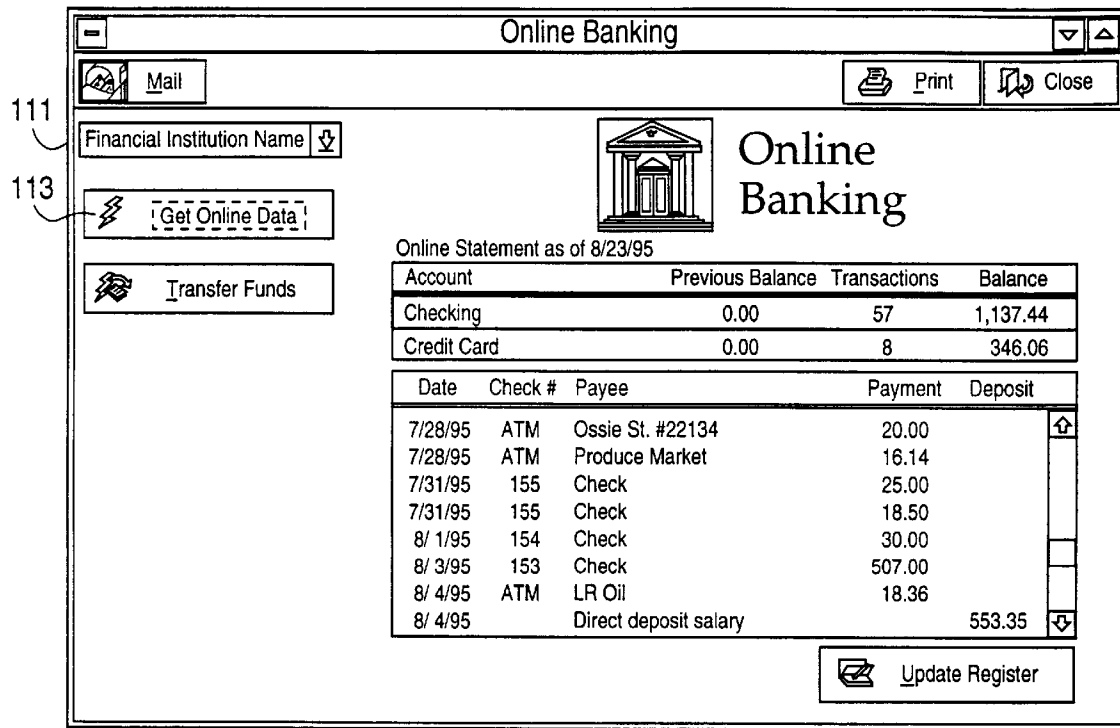 Online Banking
Mail
Print
Close
111
Financial Institution Name
113
Get Online Data
Transfer Funds
Online
Banking
Online Statement as of 8/23/95
Account Previous Balance Transactions Balance
Checking 0.00 57 1,137.44
Credit Card 0.00 8 346.06
Date Check # Payee Payment Deposit
7/28/95 ATM Ossie St. #22134 20.00
7/28/95 ATM Produce Market 16.14
7/31/95 155 Check 25.00
7/31/95 155 Check 18.50
8/ 1/95 154 Check 30.00
8/ 3/95 153 Check 507.00
8/ 4/95 ATM LR Oil 18.36
8/ 4/95 Direct deposit salary 553.35
Update Register